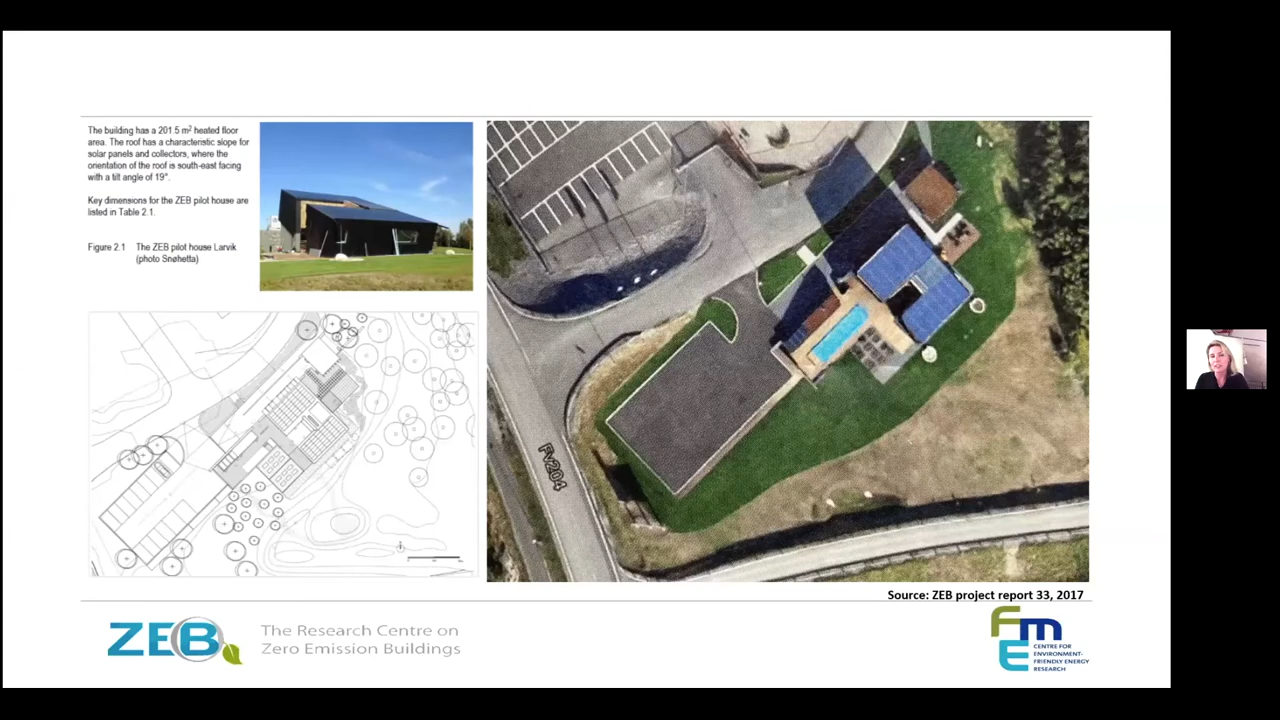 The building has a 201.5 m² heated floor
area. The roof has a characteristic slope for
solar panels and collectors, where the
orientation of the roof is south-east facing
with a tilt angle of 19°.
Key dimensions for the ZEB pilot house are
listed in Table 2.1.
Figure 2.1 The ZEB pilot house Larvik
(photo Snøhetta)
Fv204
Source: ZEB project report 33, 2017
ZEB
The Research Centre on
Zero Emission Buildings
FmE
CENTRE FOR
ENVIRONMENT-
FRIENDLY ENERGY
RESEARCH